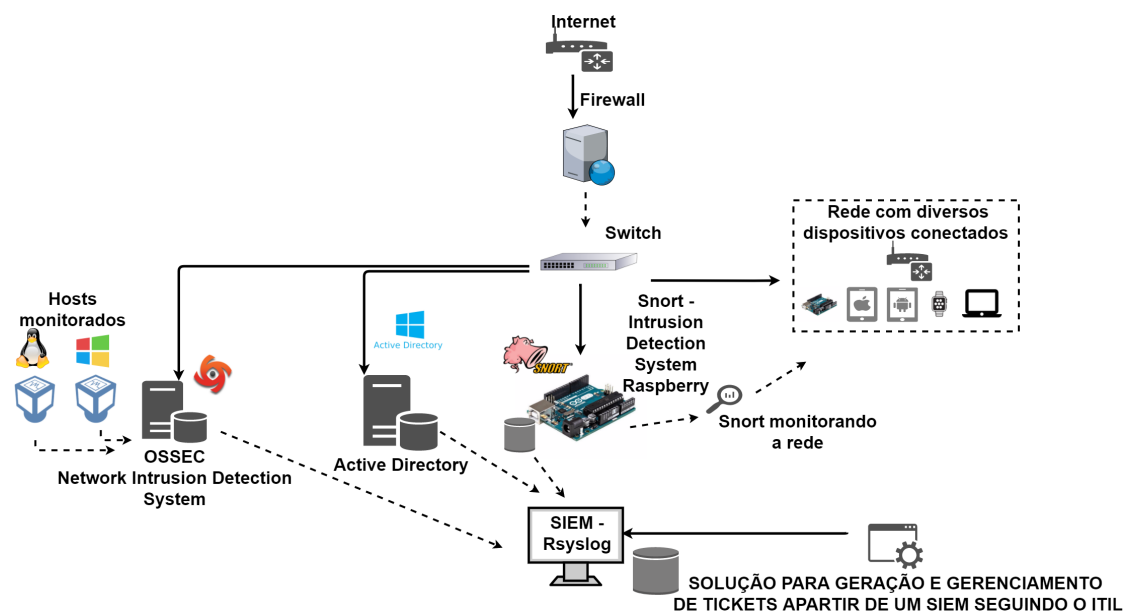 Internet
Firewall
Switch
Rede com diversos
dispositivos conectados
Hosts
monitorados
Active Directory
SNORT
Snort -
Intrusion
Detection
System
Raspberry
Snort monitorando
a rede
OSSEC
Network Intrusion Detection
System
Active Directory
SIEM -
Rsyslog
SOLUÇÃO PARA GERAÇÃO E GERENCIAMENTO
DE TICKETS APARTIR DE UM SIEM SEGUINDO O ITIL